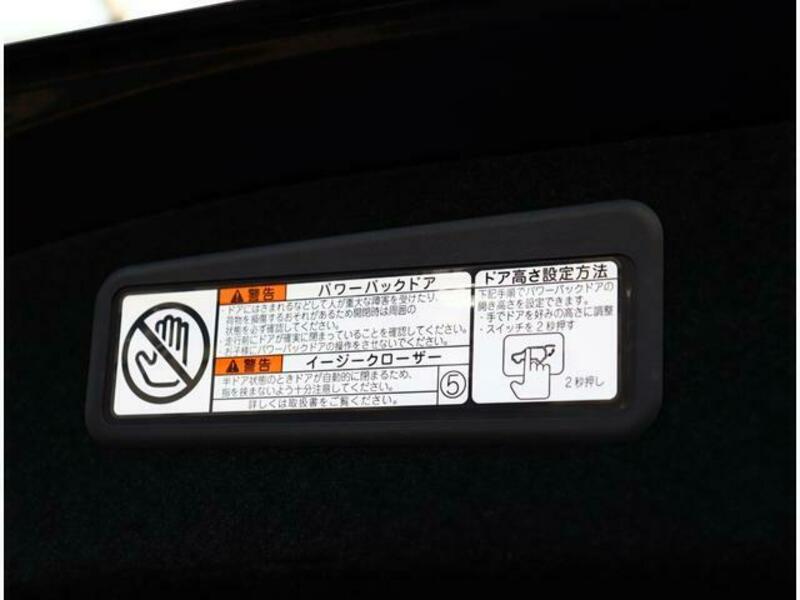 警告 パワーバックドア
・ドアにはさまれるなどして人が重大な障害を受けたり、
荷物を損傷するおそれがあるため開閉時は周囲の
状態を必ず確認してください。
・走行前にドアが確実に閉まっていることを確認してください。
・お子様にパワーバックドアの操作をさせないでください。
警告 イージークローザー
半ドア状態のときドアが自動的に閉まるため、
指を挟まないよう十分注意してください。
詳しくは取扱書をご覧ください。
⑤
ドア高さ設定方法
下記手順でパワーバックドアの
開き高さを設定できます。
・手でドアを好みの高さに調整
・スイッチを2秒押す
2秒押し